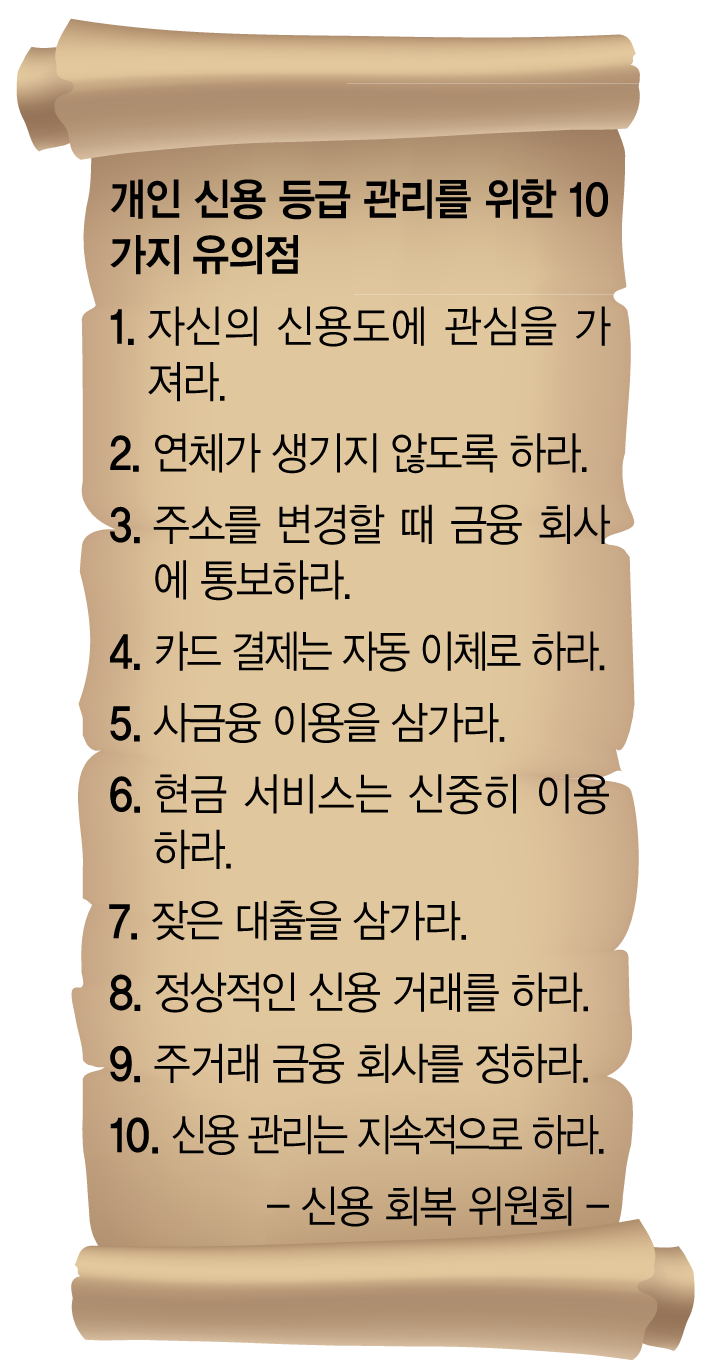 개인 신용 등급 관리를 위한 10
가지 유의점
1. 자신의 신용도에 관심을 가
져라.
2. 연체가 생기지 않도록 하라.
3. 주소를 변경할 때 금융 회사
에 통보하라.
4. 카드 결제는 자동 이체로 하라.
5. 사금융 이용을 삼가라.
6. 현금 서비스는 신중히 이용
하라.
7. 잦은 대출을 삼가라.
8. 정상적인 신용 거래를 하라.
9. 주거래 금융 회사를 정하라.
10. 신용 관리는 지속적으로 하라.
– 신용 회복 위원회 –